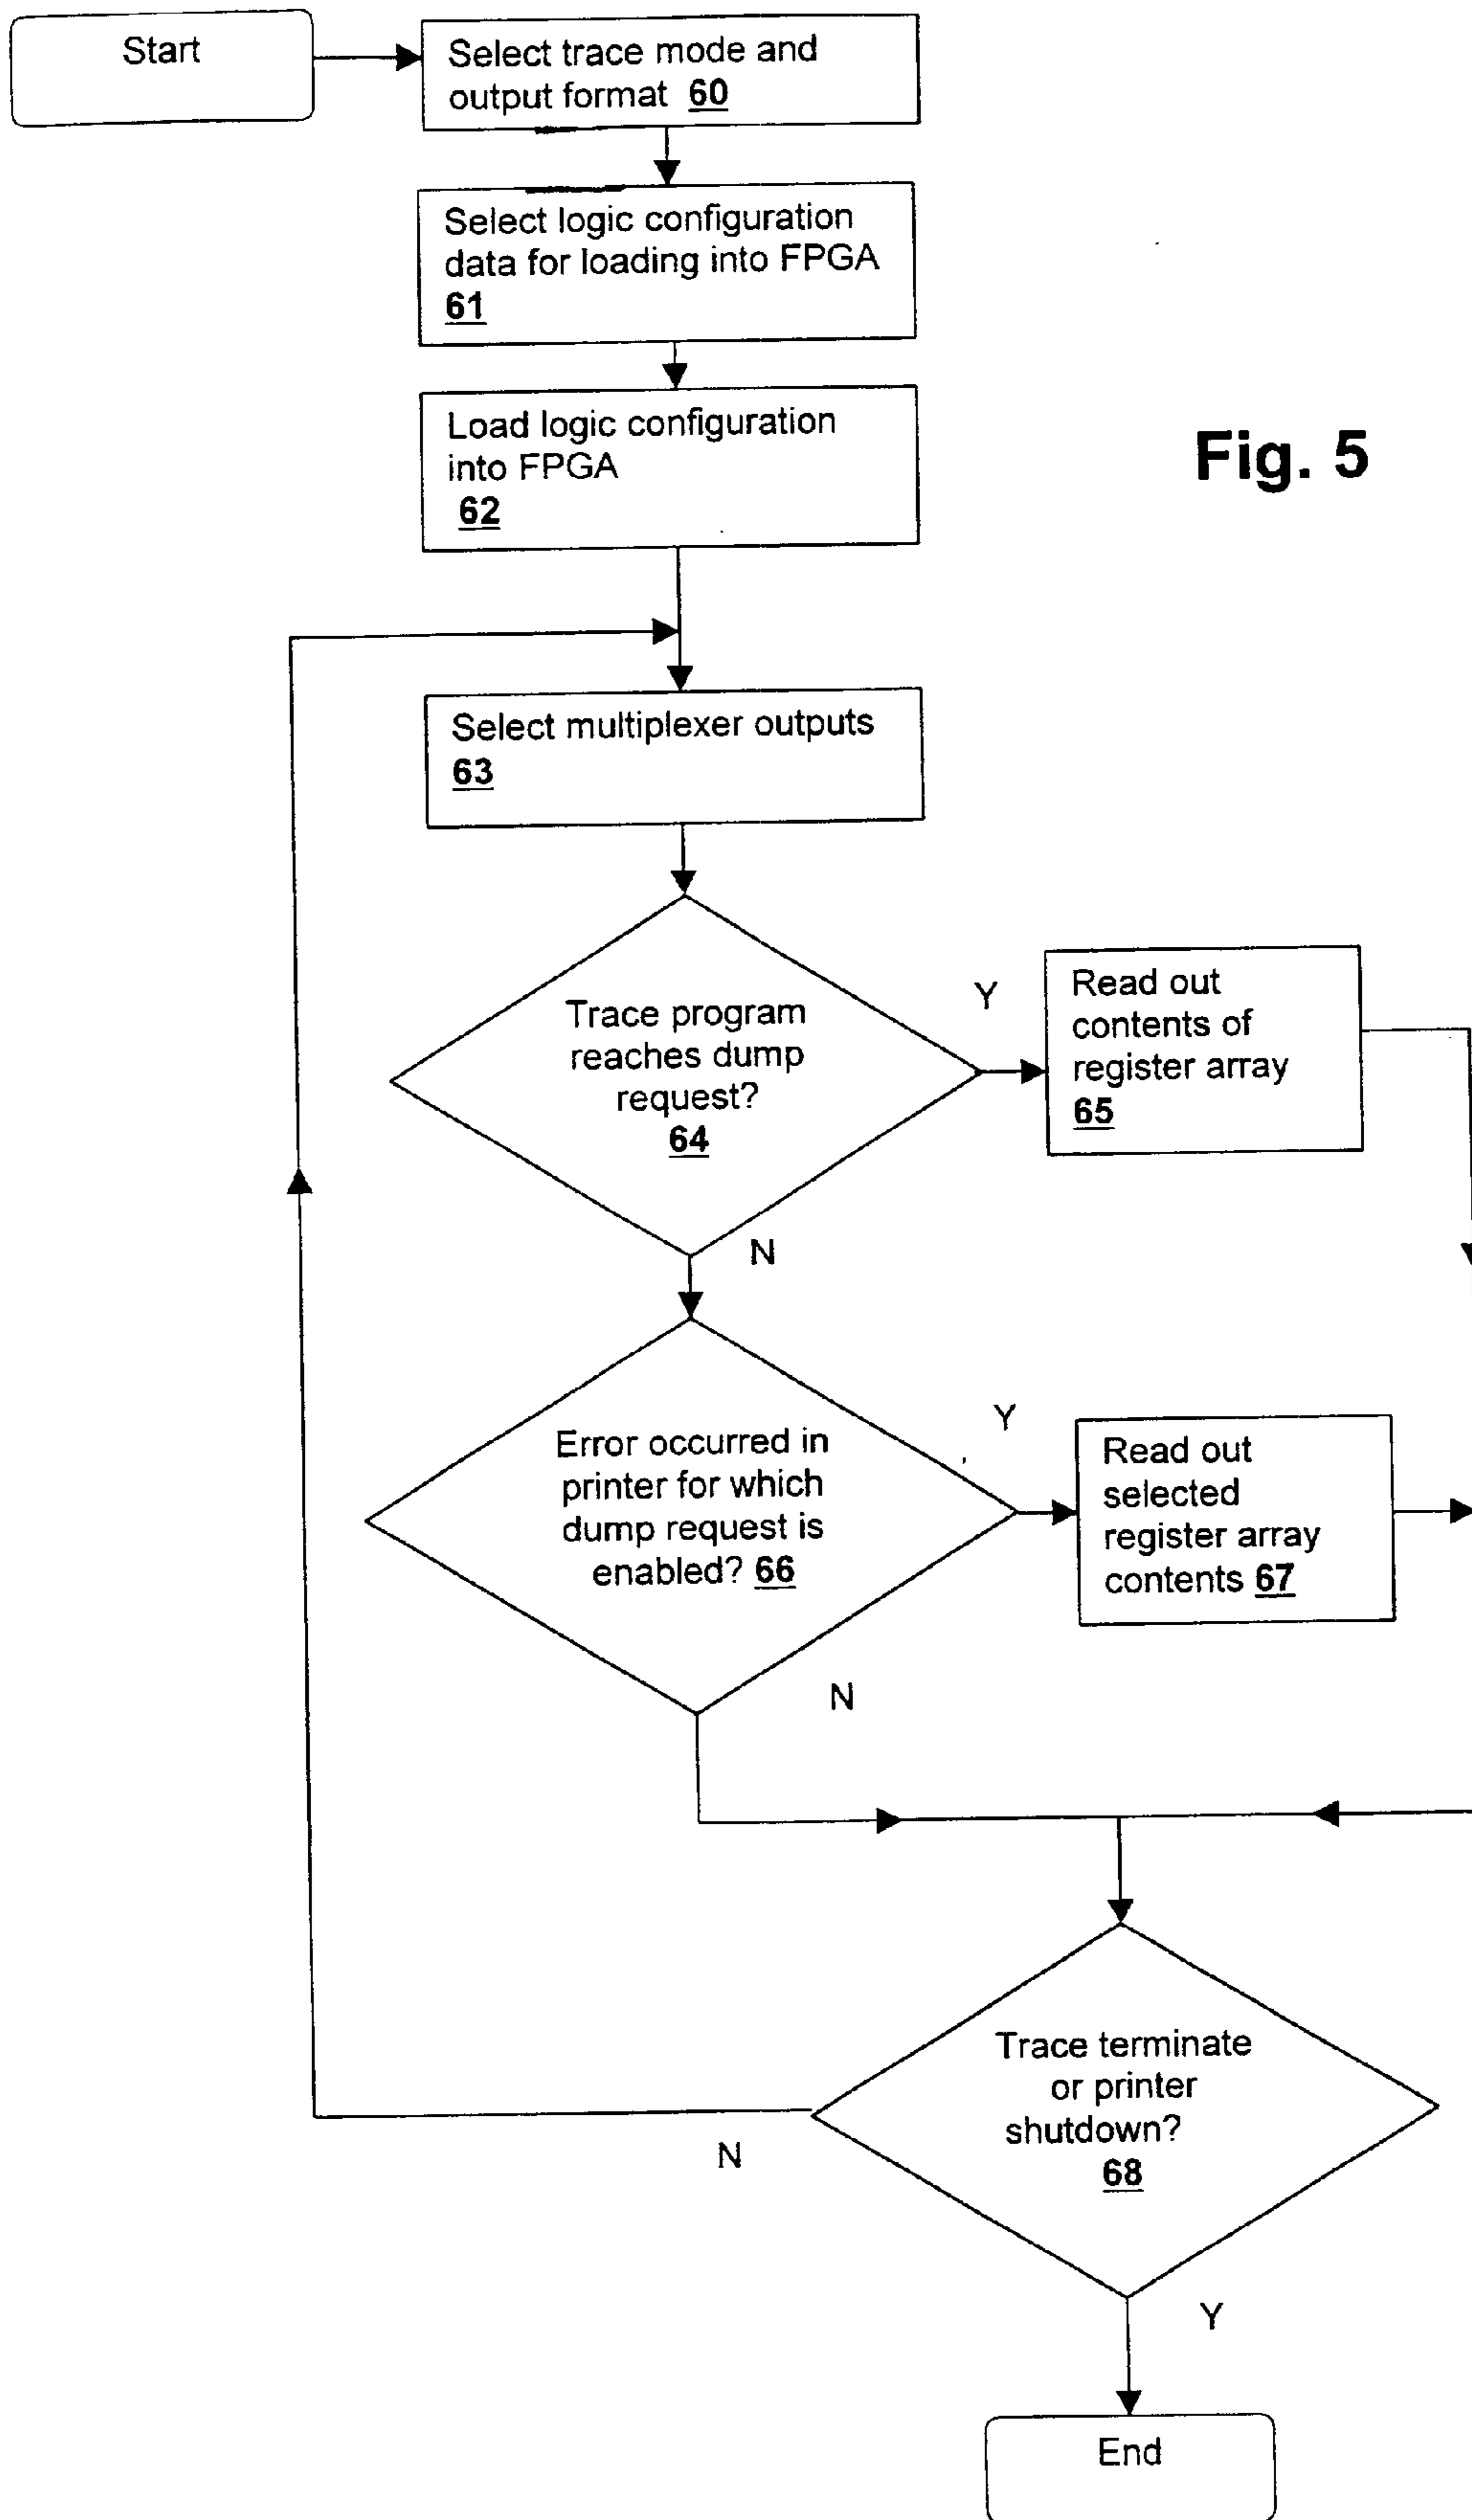 Start
Select trace mode and
output format 60
Select logic configuration
data for loading into FPGA
61
Load logic configuration
into FPGA
62
Fig. 5
Select multiplexer outputs
63
Trace program
reaches dump
request?
64
Y
Read out
contents of
register array
65
N
Error occurred in
printer for which
dump request is
enabled? 66
Y
Read out
selected
register array
contents 67
N
Trace terminate
or printer
shutdown?
68
N
Y
End